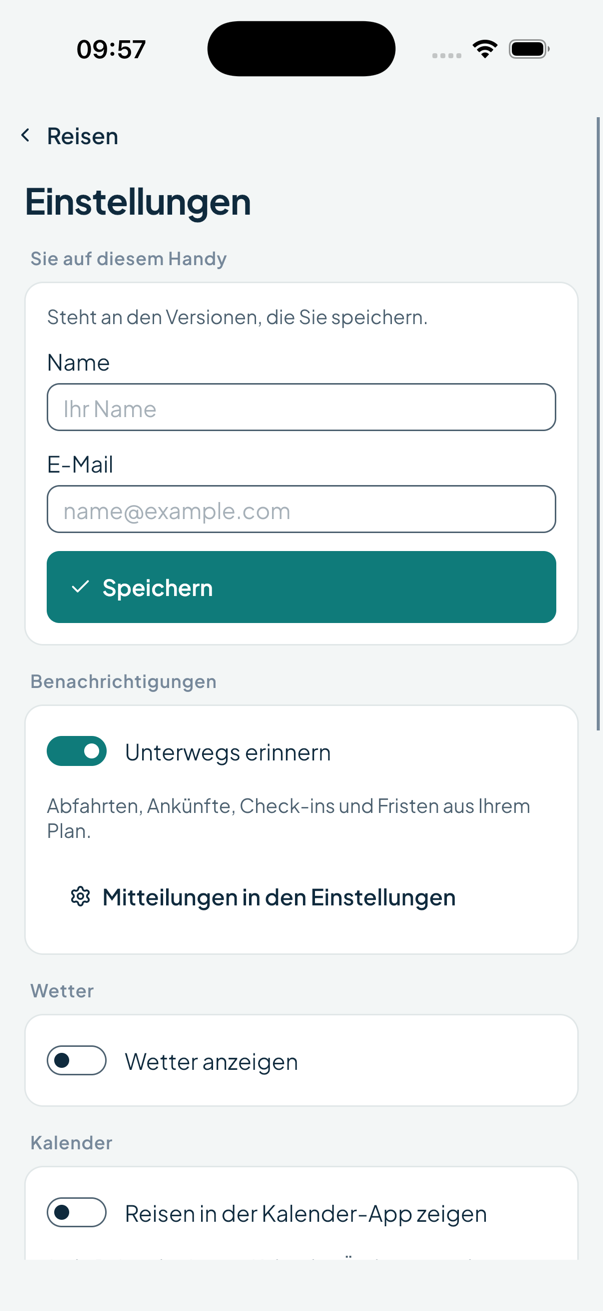 09:57
Reisen
Einstellungen
Sie auf diesem Handy
Steht an den Versionen, die Sie speichern.
Name
Ihr Name
E-Mail
name@example.com
Speichern
Benachrichtigungen
Unterwegs erinnern
Abfahrten, Ankünfte, Check-ins und Fristen aus Ihrem
Plan.
Mitteilungen in den Einstellungen
Wetter
Wetter anzeigen
Kalender
Reisen in der Kalender-App zeigen